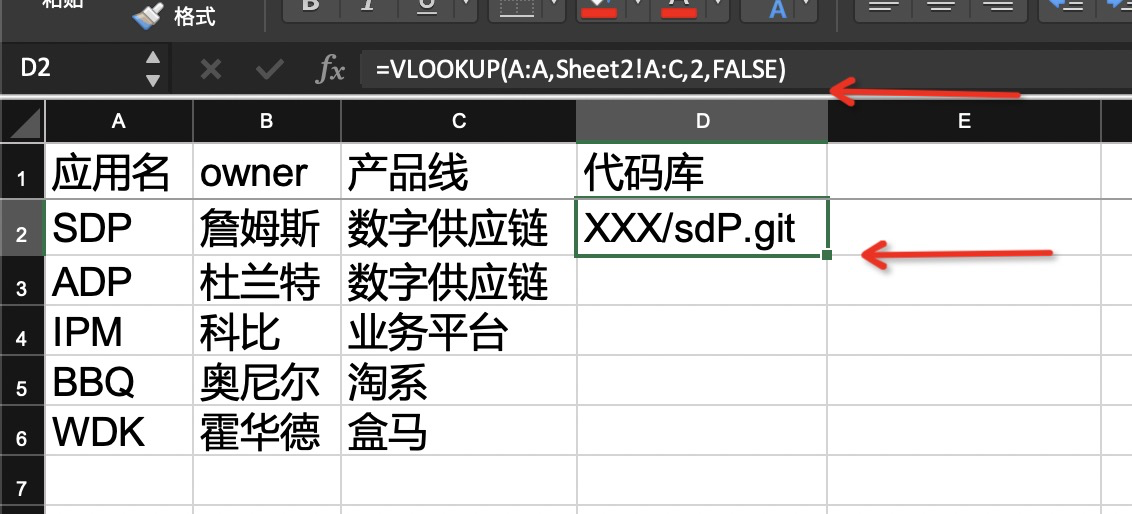 粘贴
格式
B I U A A
D2 fx =VLOOKUP(A:A,Sheet2!A:C,2,FALSE)
A B C D E
1 应用名 owner 产品线 代码库
2 SDP 詹姆斯 数字供应链 XXX/sdP.git
3 ADP 杜兰特 数字供应链
4 IPM 科比 业务平台
5 BBQ 奥尼尔 淘系
6 WDK 霍华德 盒马
7